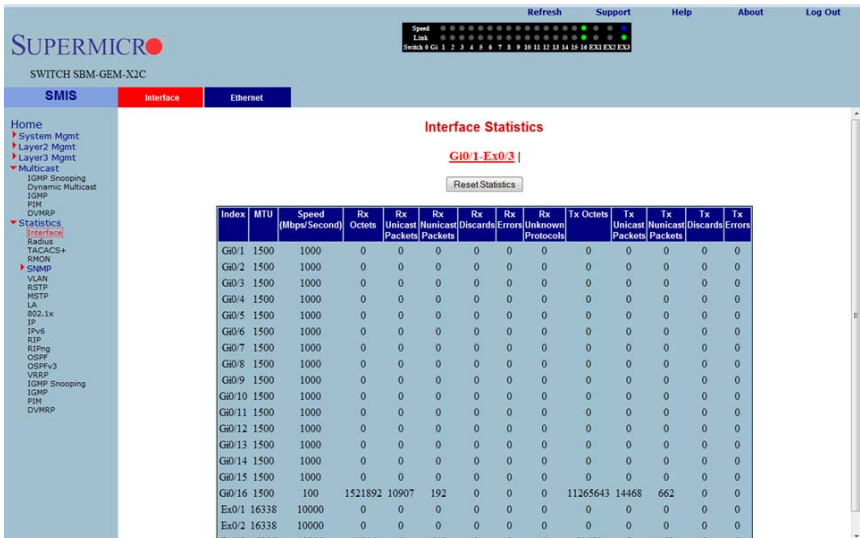 Refresh Support Help About Log Out
Speed
Link
Switch 0 Gi 1 2 3 4 5 6 7 8 9 10 11 12 13 14 15 16 EX1 EX2 EX3
SUPERMICRO
SWITCH SBM-GEM-X2C
SMIS
Interface
Ethernet
Home
System Mgmt
Layer2 Mgmt
Layer3 Mgmt
Multicast
IGMP Snooping
Dynamic Multicast
IGMP
PIM
DVMRP
Statistics
Interface
Radius
TACACS+
RMON
SNMP
VLAN
RSTP
MSTP
LA
802.1x
IP
IPv6
RIP
RIPng
OSPF
OSPFv3
VRRP
IGMP Snooping
IGMP
PIM
DVMRP
Interface Statistics
Gi0/1-Ex0/3 |
Reset Statistics
Index MTU Speed (Mbps/Second) Rx Octets Rx Unicast Packets Rx Nunicast Packets Rx Discards Rx Errors Rx Unknown Protocols Tx Octets Tx Unicast Packets Tx Nunicast Packets Tx Discards Tx Errors
Gi0/1 1500 1000 0 0 0 0 0 0 0 0 0 0 0
Gi0/2 1500 1000 0 0 0 0 0 0 0 0 0 0 0
Gi0/3 1500 1000 0 0 0 0 0 0 0 0 0 0 0
Gi0/4 1500 1000 0 0 0 0 0 0 0 0 0 0 0
Gi0/5 1500 1000 0 0 0 0 0 0 0 0 0 0 0
Gi0/6 1500 1000 0 0 0 0 0 0 0 0 0 0 0
Gi0/7 1500 1000 0 0 0 0 0 0 0 0 0 0 0
Gi0/8 1500 1000 0 0 0 0 0 0 0 0 0 0 0
Gi0/9 1500 1000 0 0 0 0 0 0 0 0 0 0 0
Gi0/10 1500 1000 0 0 0 0 0 0 0 0 0 0 0
Gi0/11 1500 1000 0 0 0 0 0 0 0 0 0 0 0
Gi0/12 1500 1000 0 0 0 0 0 0 0 0 0 0 0
Gi0/13 1500 1000 0 0 0 0 0 0 0 0 0 0 0
Gi0/14 1500 1000 0 0 0 0 0 0 0 0 0 0 0
Gi0/15 1500 1000 0 0 0 0 0 0 0 0 0 0 0
Gi0/16 1500 100 1521892 10907 192 0 0 0 11265643 14468 662 0 0
Ex0/1 16338 10000 0 0 0 0 0 0 0 0 0 0 0
Ex0/2 16338 10000 0 0 0 0 0 0 0 0 0 0 0